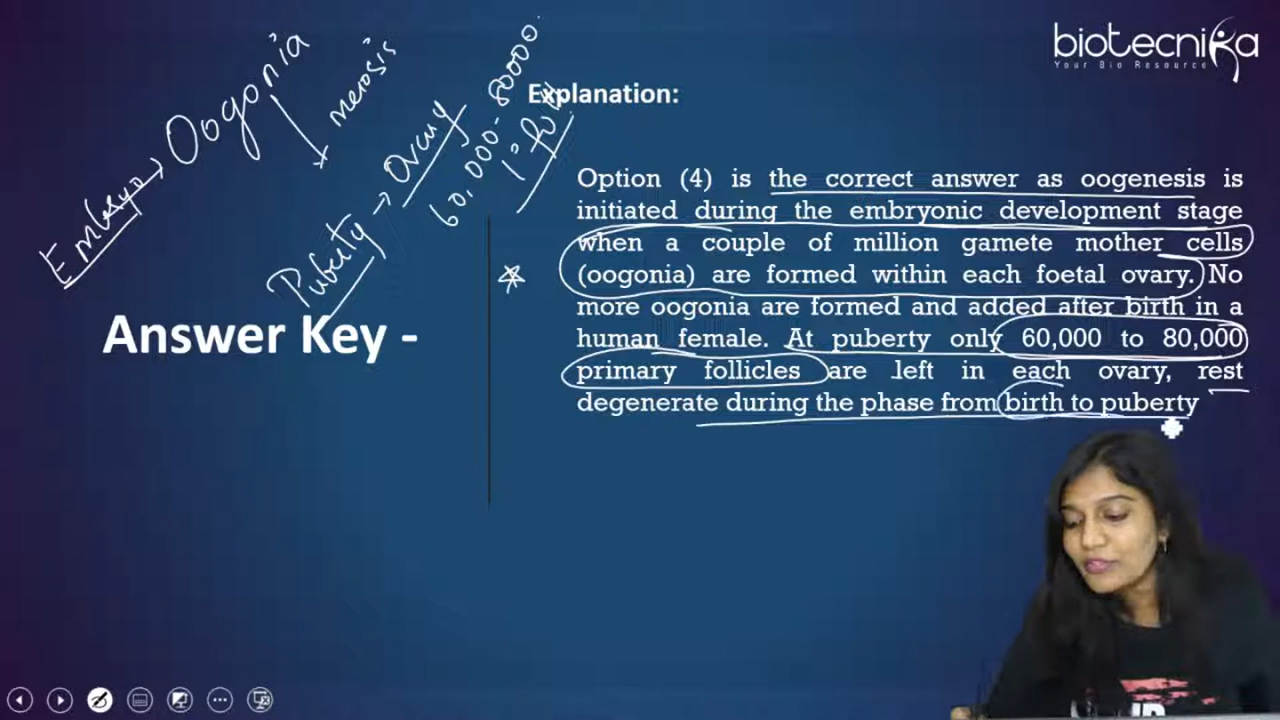 biotecnika
Your Bio Resource
Embryo → Oogonia
meiosis
Puberty → Ovary
60,000-80000
1° foll
Explanation:
Option (4) is the correct answer as oogenesis is
initiated during the embryonic development stage
when a couple of million gamete mother cells
(oogonia) are formed within each foetal ovary. No
more oogonia are formed and added after birth in a
human female. At puberty only 60,000 to 80,000
primary follicles are left in each ovary, rest
degenerate during the phase from birth to puberty
Answer Key -